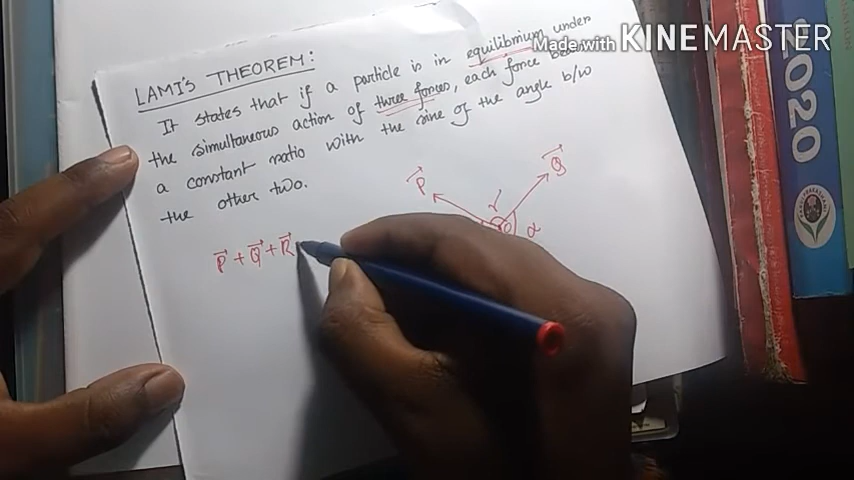 Made with KINEMASTER
LAMI'S THEOREM:
It states that if a particle is in equilibrium under
the simultaneous action of three forces, each force
a constant ratio with the sine of the angle b/w
the other two.
P⃗ Q⃗
γ α
P⃗ + Q⃗ + R⃗
2020